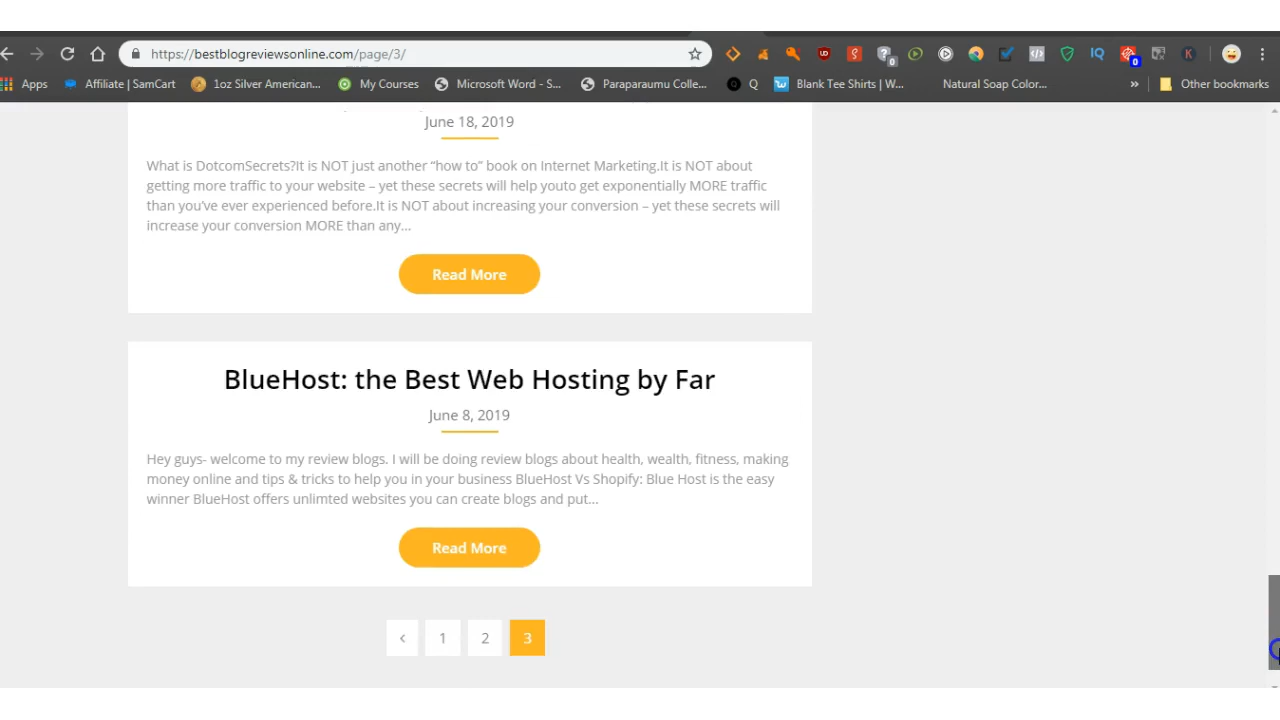 https://bestblogreviewsonline.com/page/3/
Apps Affiliate | SamCart 1oz Silver American... My Courses Microsoft Word - S... Paraparaumu Colle... Q Blank Tee Shirts | W... Natural Soap Color... » Other bookmarks
June 18, 2019
What is DotcomSecrets?It is NOT just another “how to” book on Internet Marketing.It is NOT about
getting more traffic to your website – yet these secrets will help youto get exponentially MORE traffic
than you’ve ever experienced before.It is NOT about increasing your conversion – yet these secrets will
increase your conversion MORE than any...
Read More
BlueHost: the Best Web Hosting by Far
June 8, 2019
Hey guys- welcome to my review blogs. I will be doing review blogs about health, wealth, fitness, making
money online and tips & tricks to help you in your business BlueHost Vs Shopify: Blue Host is the easy
winner BlueHost offers unlimted websites you can create blogs and put...
Read More
‹ 1 2 3